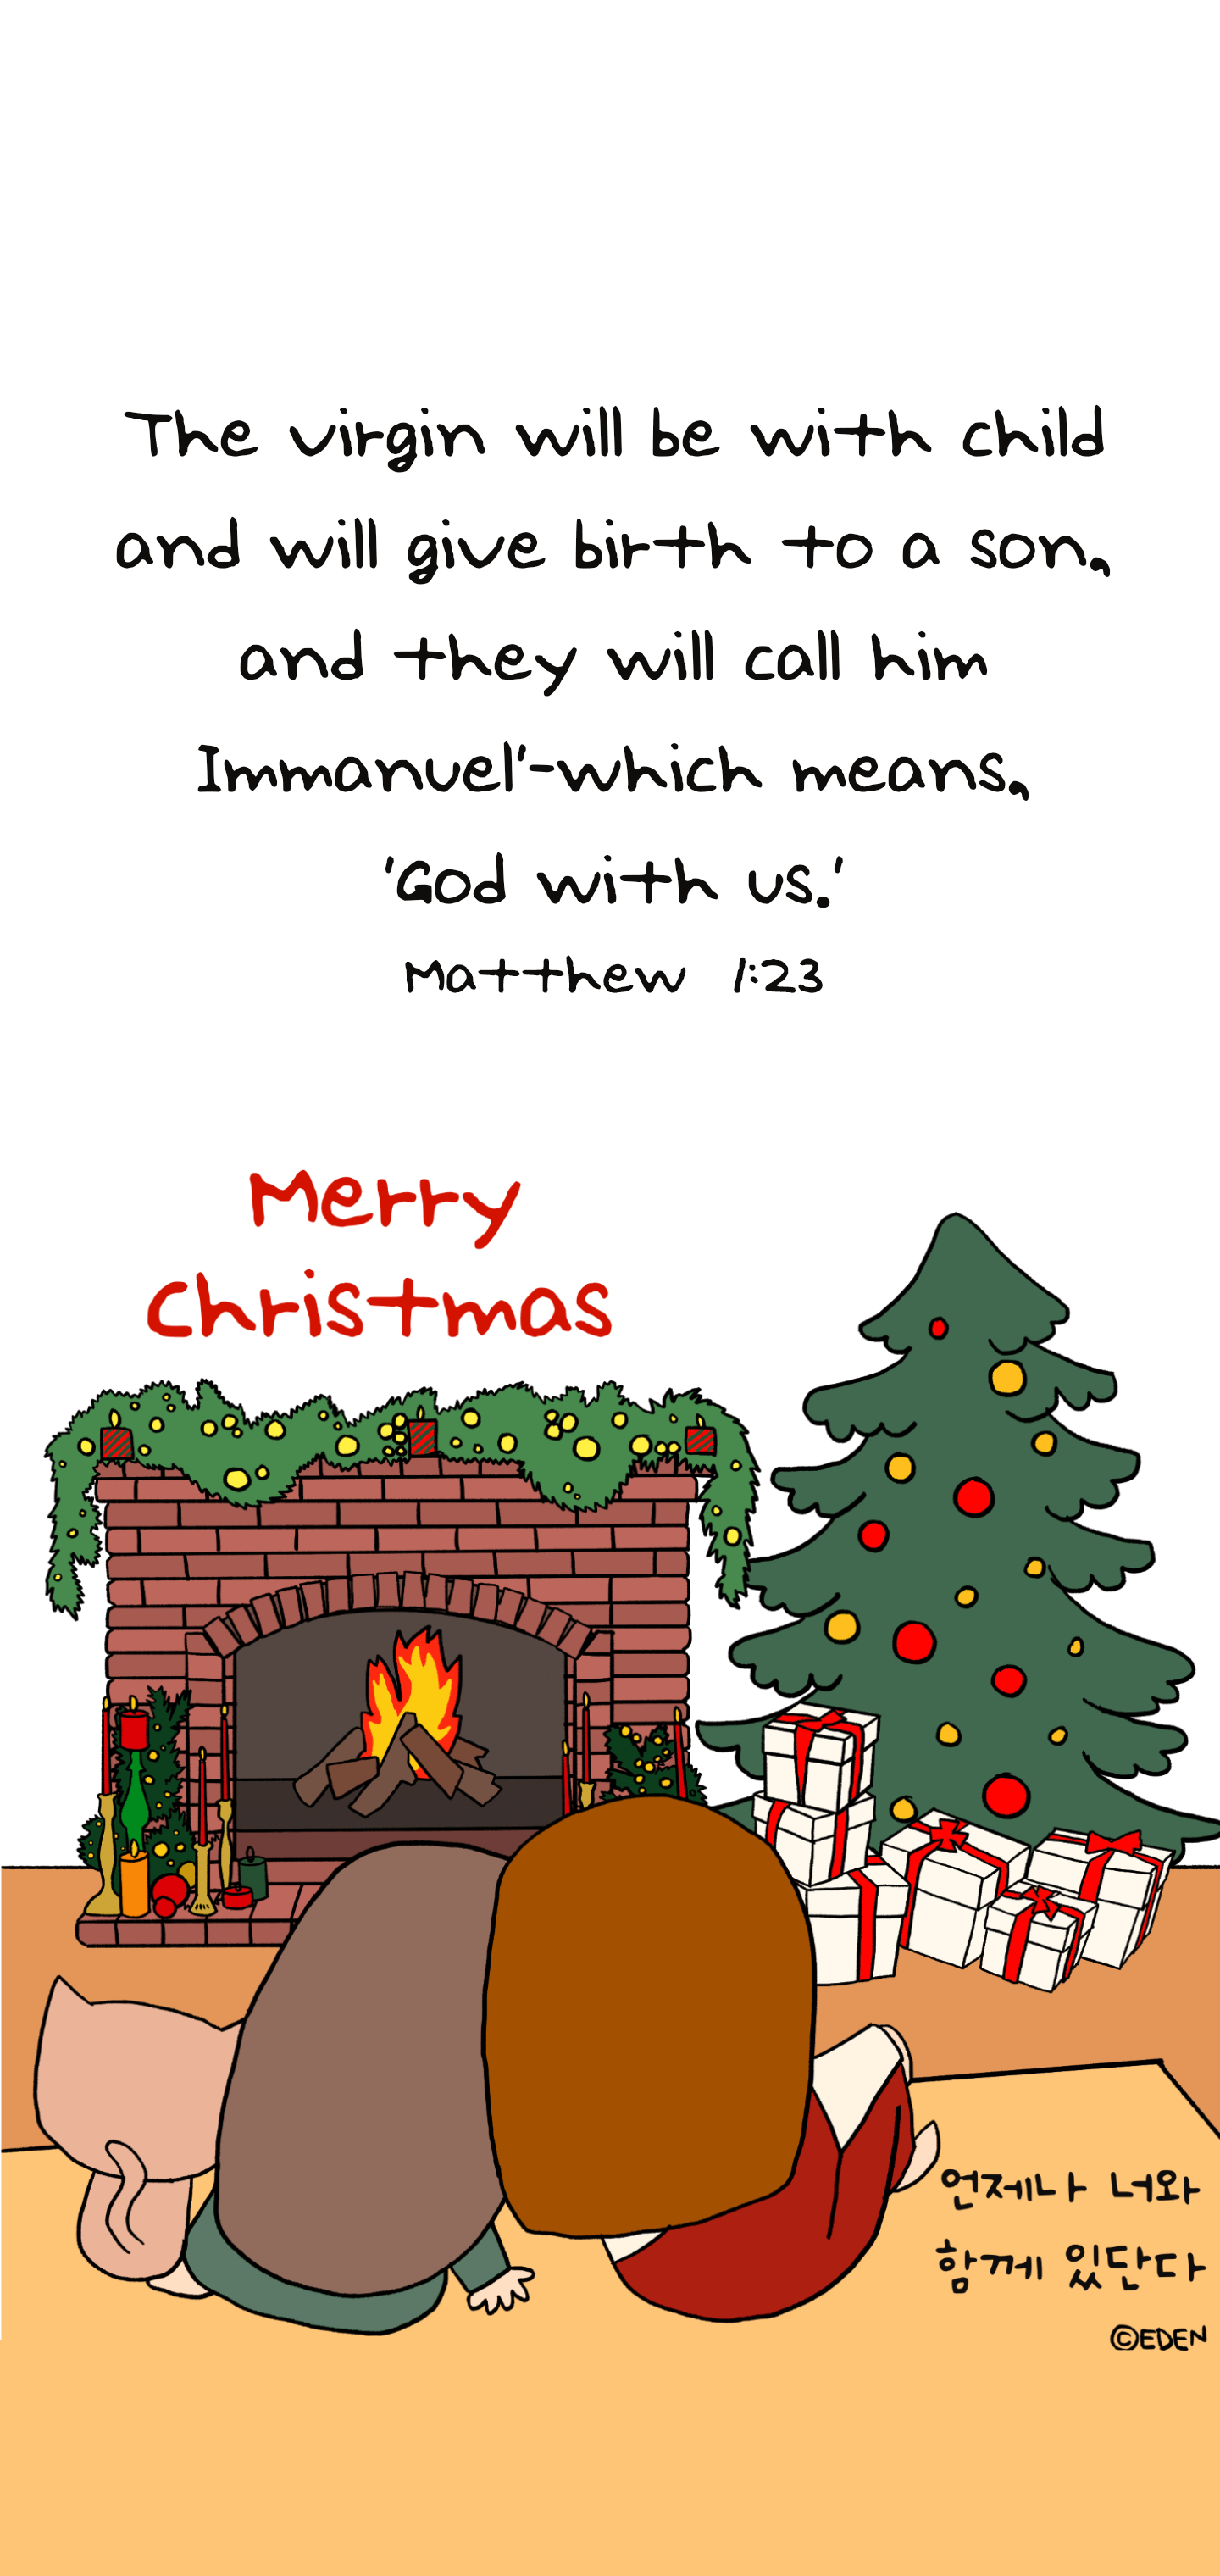 The virgin will be with child
and will give birth to a son,
and they will call him
Immanuel'-which means,
'God with us.'
Matthew 1:23
Merry
Christmas
언제나 너와
함께 있단다
©EDEN